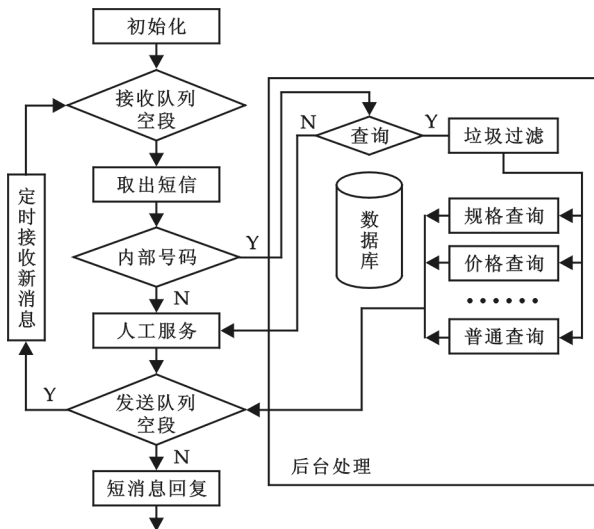 初始化
接收队列
空段
取出短信
内部号码
Y
N
人工服务
发送队列
空段
Y
N
短消息回复
定时接收新消息
N
查询
Y
垃圾过滤
数据库
规格查询
价格查询
……
普通查询
后台处理